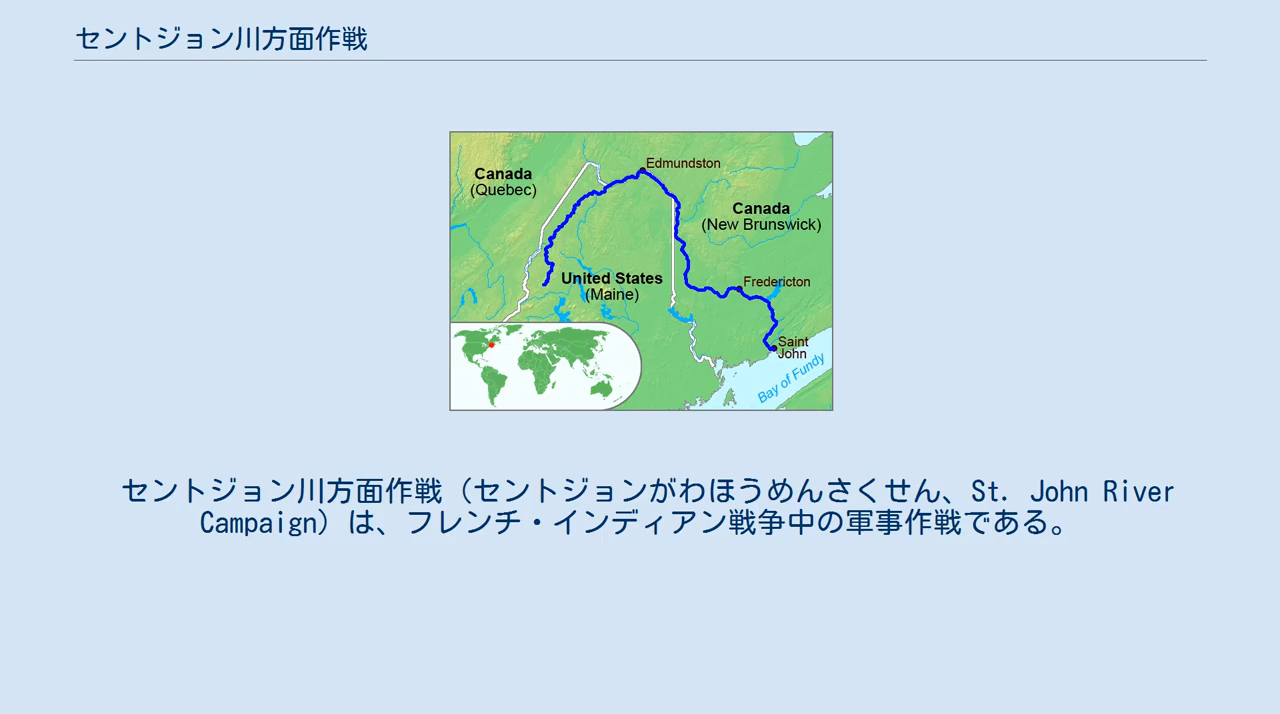 セントジョン川方面作戦
Edmundston
Canada
(Quebec)
Canada
(New Brunswick)
United States
(Maine)
Fredericton
Saint
John
Bay of Fundy
セントジョン川方面作戦（セントジョンがわほうめんさくせん、St. John River
Campaign）は、フレンチ・インディアン戦争中の軍事作戦である。